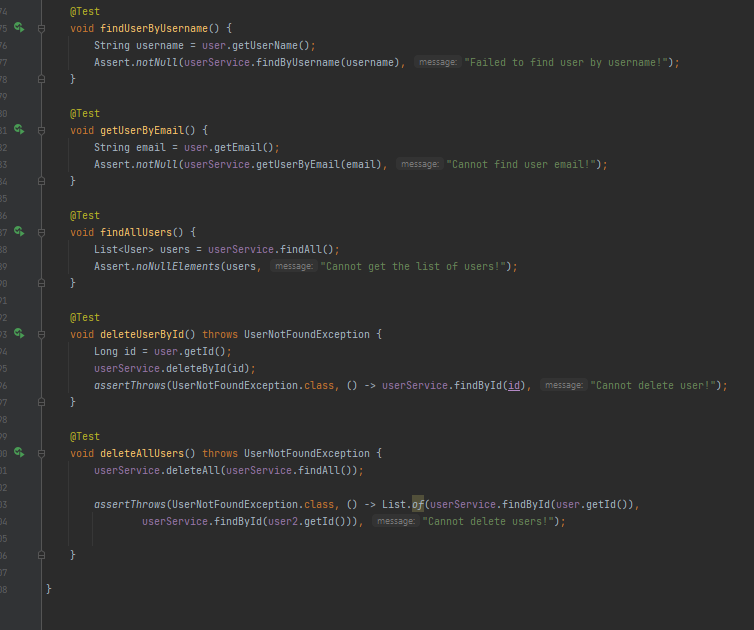 74 @Test
75 void findUserByUsername() {
76 String username = user.getUserName();
77 Assert.notNull(userService.findByUsername(username), message: "Failed to find user by username!");
78 }
79
80 @Test
81 void getUserByEmail() {
82 String email = user.getEmail();
83 Assert.notNull(userService.getUserByEmail(email), message: "Cannot find user email!");
84 }
85
86 @Test
87 void findAllUsers() {
88 List<User> users = userService.findAll();
89 Assert.noNullElements(users, message: "Cannot get the list of users!");
90 }
91
92 @Test
93 void deleteUserById() throws UserNotFoundException {
94 Long id = user.getId();
95 userService.deleteById(id);
96 assertThrows(UserNotFoundException.class, () -> userService.findById(id), message: "Cannot delete user!");
97 }
98
99 @Test
00 void deleteAllUsers() throws UserNotFoundException {
01 userService.deleteAll(userService.findAll());
02
03 assertThrows(UserNotFoundException.class, () -> List.of(userService.findById(user.getId()),
04 userService.findById(user2.getId())), message: "Cannot delete users!");
05
06 }
07
08 }